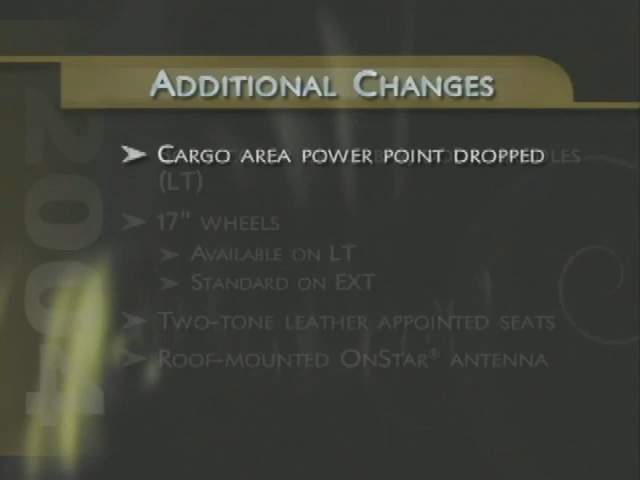 Additional Changes
2004
➤ Cargo area power point dropped
(LT)
➤ 17" wheels
➤ Available on LT
➤ Standard on EXT
➤ Two-tone leather appointed seats
➤ Roof-mounted OnStar® antenna